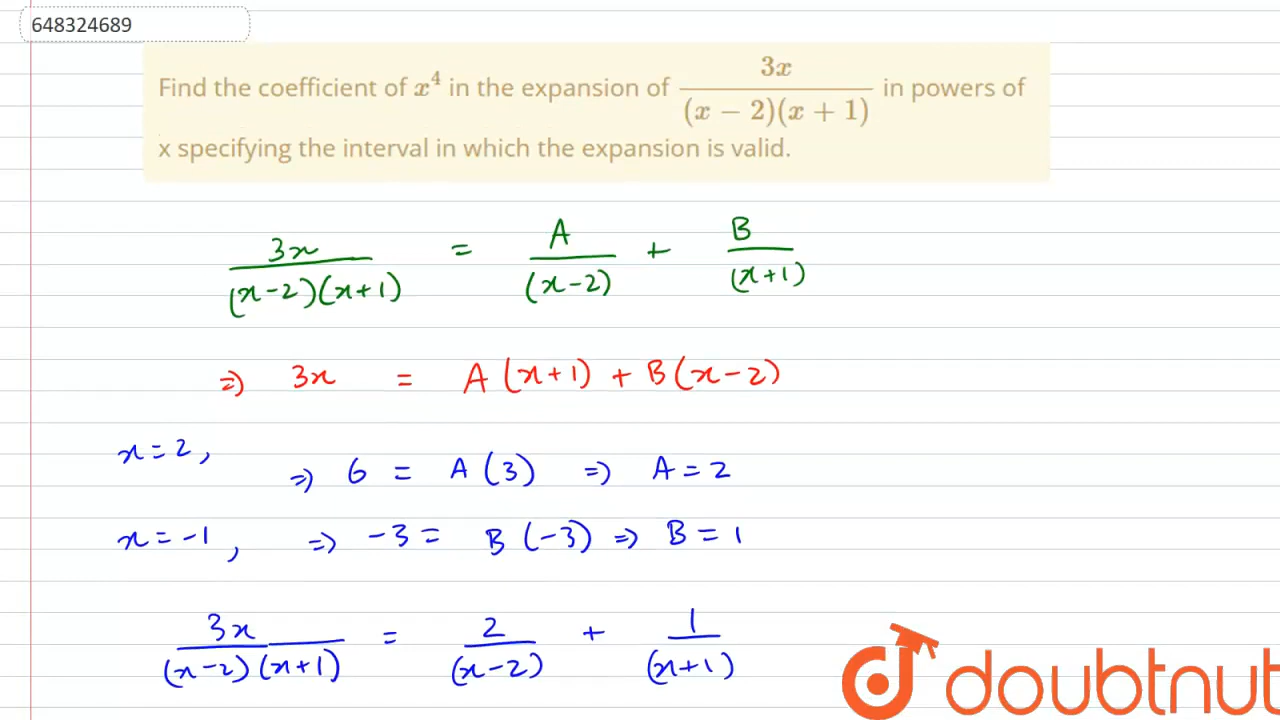 648324689
Find the coefficient of x⁴ in the expansion of 3x/((x − 2)(x + 1)) in powers of
x specifying the interval in which the expansion is valid.
3x/((x-2)(x+1)) = A/(x-2) + B/(x+1)
⇒ 3x = A(x+1) + B(x-2)
x=2, ⇒ 6 = A(3) ⇒ A=2
x=-1, ⇒ -3 = B(-3) ⇒ B=1
3x/((x-2)(x+1)) = 2/(x-2) + 1/(x+1)
doubtnut